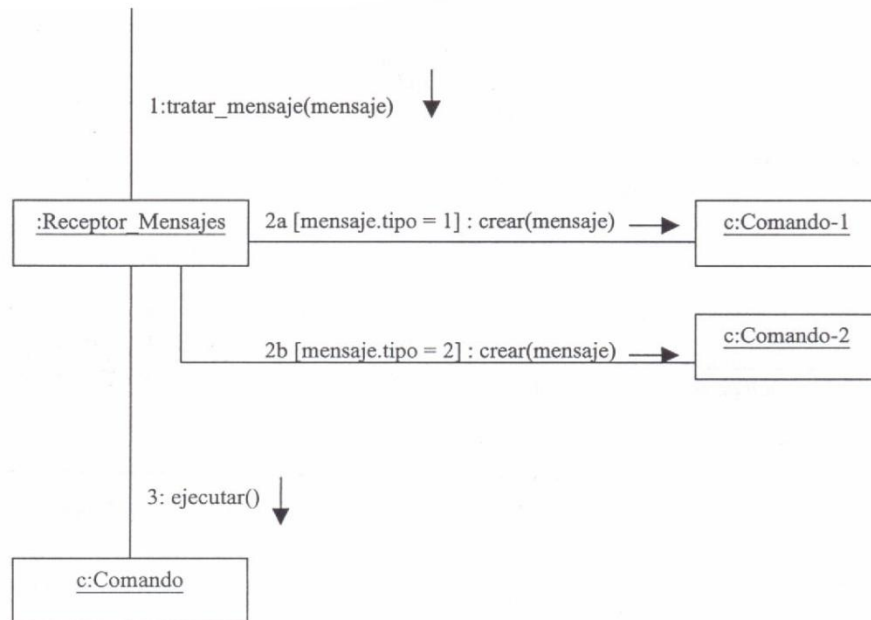 1:tratar_mensaje(mensaje)
:Receptor_Mensajes
2a [mensaje.tipo = 1] : crear(mensaje)
c:Comando-1
2b [mensaje.tipo = 2] : crear(mensaje)
c:Comando-2
3: ejecutar()
c:Comando